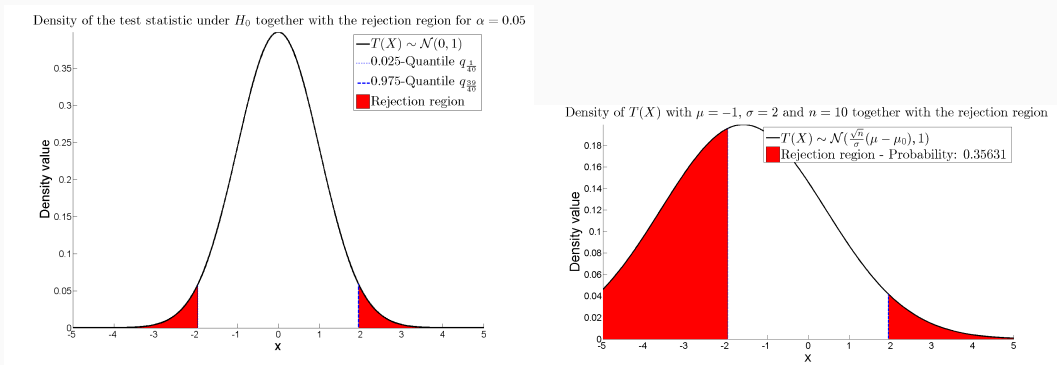 Density of the test statistic under H₀ together with the rejection region for α = 0.05
T(X) ∼ 𝒩(0, 1)
0.025-Quantile q_{1/40}
0.975-Quantile q_{39/40}
Rejection region
Density value
0.35
0.3
0.25
0.2
0.15
0.1
0.05
0
-5 -4 -3 -2 -1 0 1 2 3 4 5
x
Density of T(X) with μ = −1, σ = 2 and n = 10 together with the rejection region
T(X) ∼ 𝒩(√n/σ(μ − μ₀), 1)
Rejection region - Probability: 0.35631
Density value
0.18
0.16
0.14
0.12
0.1
0.08
0.06
0.04
0.02
0
-5 -4 -3 -2 -1 0 1 2 3 4 5
x